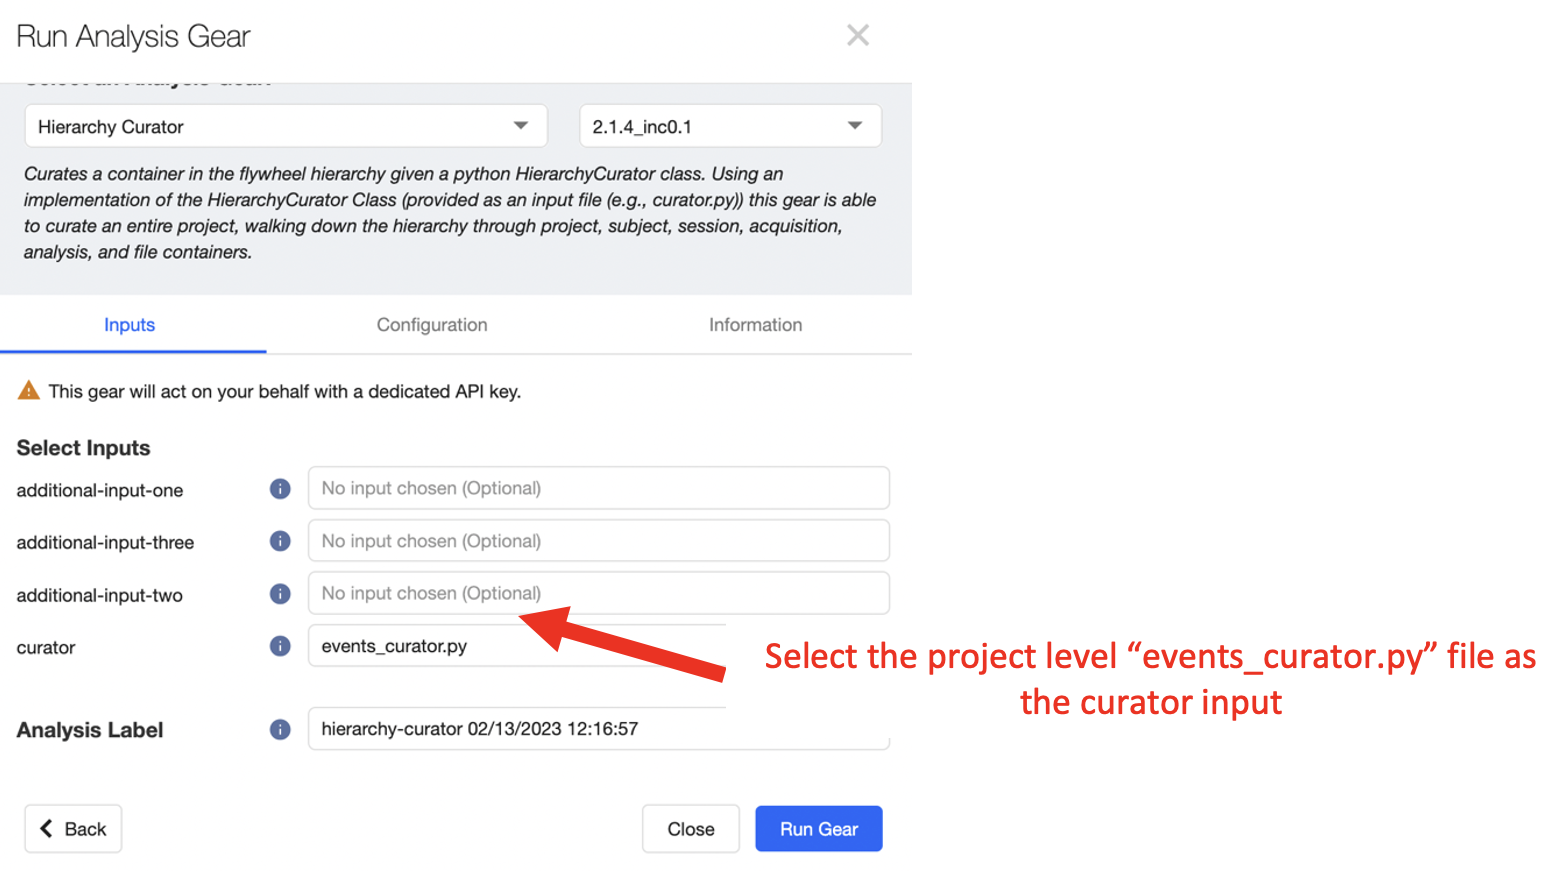 Run Analysis Gear
Select an Analysis Gear:
Hierarchy Curator
2.1.4_inc0.1
Curates a container in the flywheel hierarchy given a python HierarchyCurator class. Using an
implementation of the HierarchyCurator Class (provided as an input file (e.g., curator.py)) this gear is able
to curate an entire project, walking down the hierarchy through project, subject, session, acquisition,
analysis, and file containers.
Inputs
Configuration
Information
This gear will act on your behalf with a dedicated API key.
Select Inputs
additional-input-one
No input chosen (Optional)
additional-input-three
No input chosen (Optional)
additional-input-two
No input chosen (Optional)
curator
events_curator.py
Select the project level “events_curator.py” file as
the curator input
Analysis Label
hierarchy-curator 02/13/2023 12:16:57
Back
Close
Run Gear